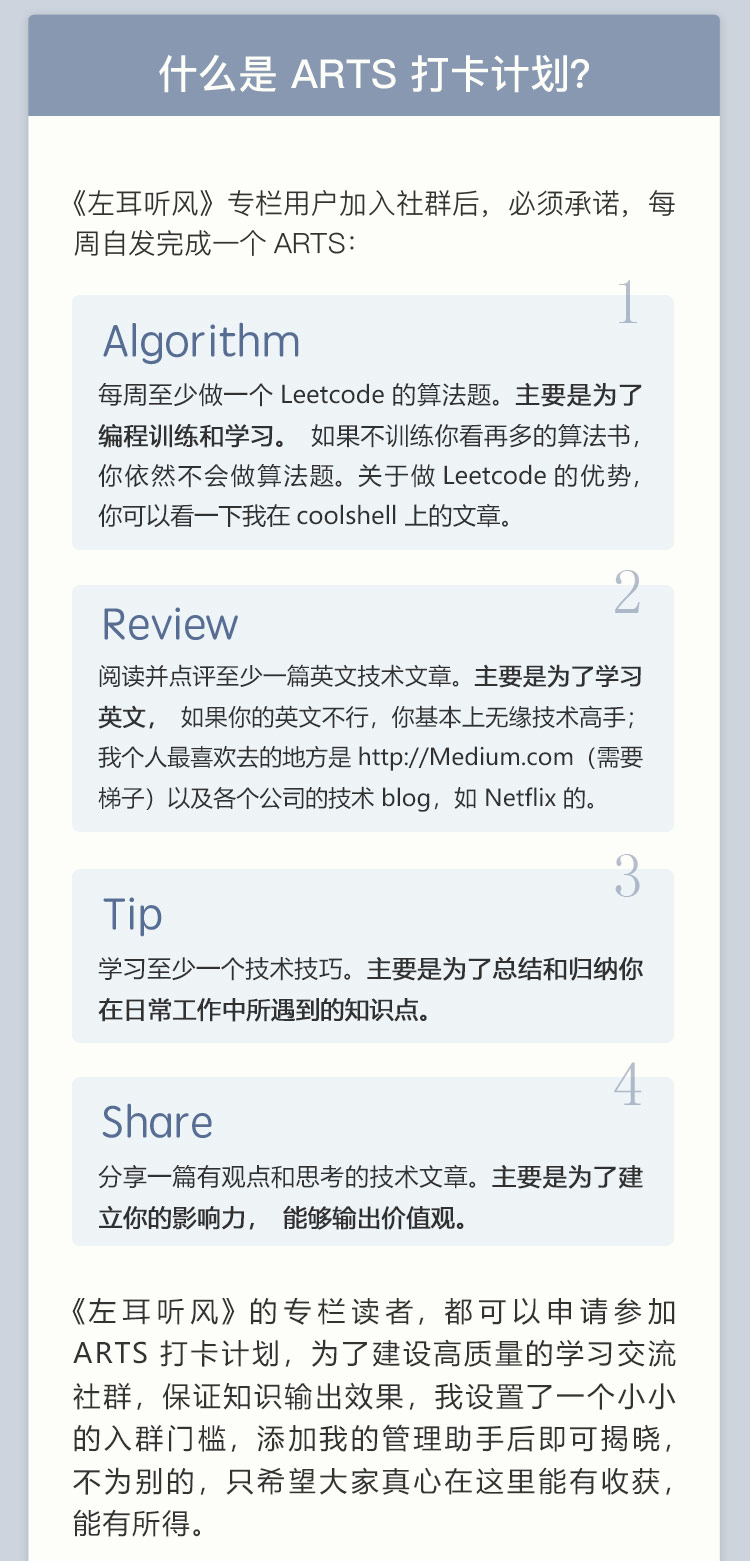 什么是 ARTS 打卡计划?
《左耳听风》专栏用户加入社群后，必须承诺，每
周自发完成一个 ARTS：
1
Algorithm
每周至少做一个 Leetcode 的算法题。主要是为了
编程训练和学习。 如果不训练你看再多的算法书，
你依然不会做算法题。关于做 Leetcode 的优势，
你可以看一下我在 coolshell 上的文章。
2
Review
阅读并点评至少一篇英文技术文章。主要是为了学习
英文， 如果你的英文不行，你基本上无缘技术高手；
我个人最喜欢去的地方是 http://Medium.com（需要
梯子）以及各个公司的技术 blog，如 Netflix 的。
3
Tip
学习至少一个技术技巧。主要是为了总结和归纳你
在日常工作中所遇到的知识点。
4
Share
分享一篇有观点和思考的技术文章。主要是为了建
立你的影响力， 能够输出价值观。
《左耳听风》的专栏读者，都可以申请参加
ARTS 打卡计划，为了建设高质量的学习交流
社群，保证知识输出效果，我设置了一个小小
的入群门槛，添加我的管理助手后即可揭晓，
不为别的，只希望大家真心在这里能有收获，
能有所得。